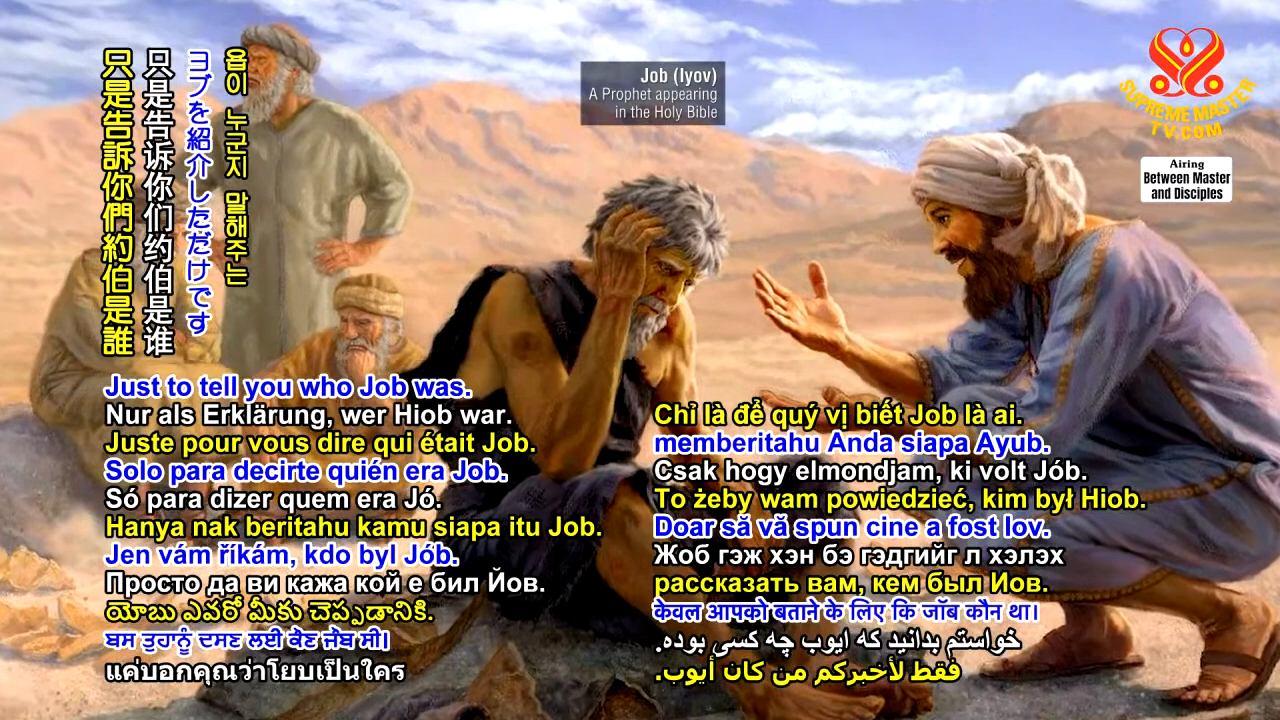 只是告訴你們約伯是誰
只是告诉你们约伯是谁
ヨブを紹介しただけです
욥이 누군지 말해주는
Job (Iyov)
A Prophet appearing
in the Holy Bible
SUPREME MASTER
TV.COM
Airing
Between Master
and Disciples
Just to tell you who Job was.
Nur als Erklärung, wer Hiob war.
Juste pour vous dire qui était Job.
Solo para decirte quién era Job.
Só para dizer quem era Jó.
Hanya nak beritahu kamu siapa itu Job.
Jen vám říkám, kdo byl Jób.
Просто да ви кажа кой е бил Йов.
యోబు ఎవరో మీకు చెప్పడానికి.
ਬਸ ਤੁਹਾਨੂੰ ਦਸਣ ਲਈ ਕੌਣ ਜੌਬ ਸੀ।
แค่บอกคุณว่าโยบเป็นใคร
Chỉ là để quý vị biết Job là ai.
memberitahu Anda siapa Ayub.
Csak hogy elmondjam, ki volt Jób.
To żeby wam powiedzieć, kim był Hiob.
Doar să vă spun cine a fost Iov.
Жоб гэж хэн бэ гэдгийг л хэлэх
рассказать вам, кем был Иов.
केवल आपको बताने के लिए कि जॉब कौन था।
خواستم بدانید که ایوب چه کسی بوده.
فقط لأخبركم من كان أيوب.